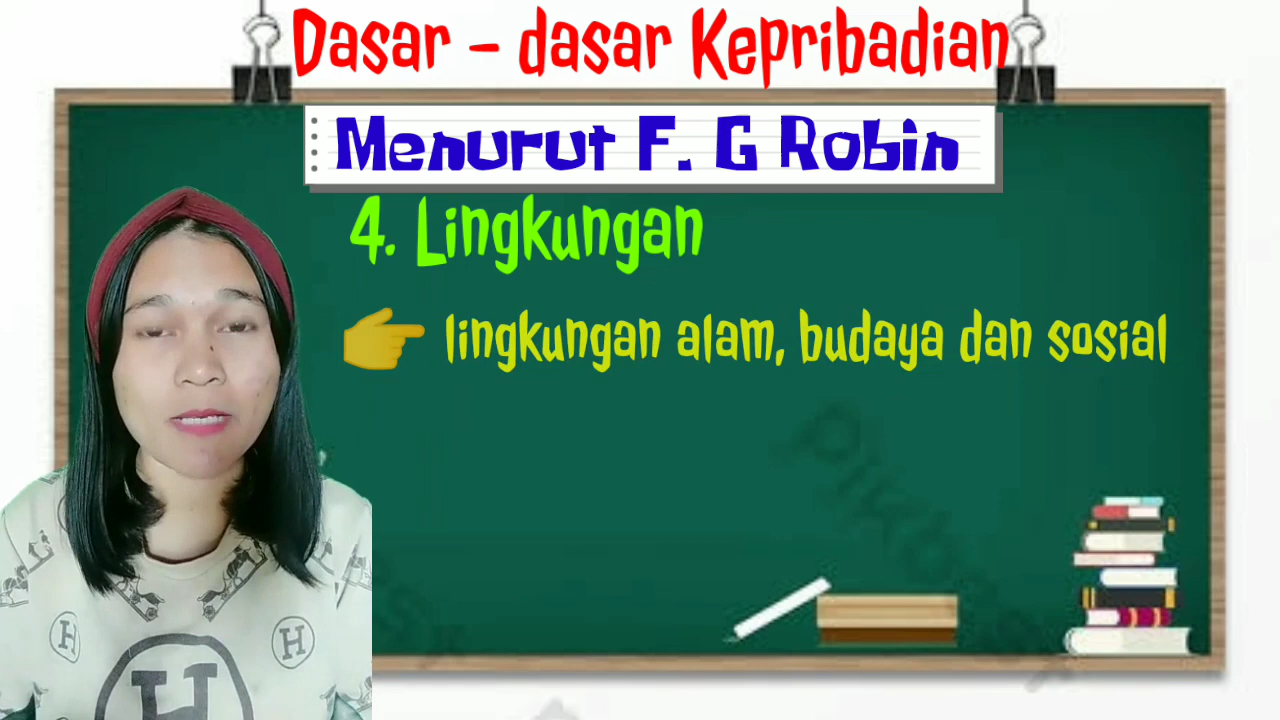 Dasar - dasar Kepribadian
Menurut F. G Robin
4. Lingkungan
lingkungan alam, budaya dan sosial
H
H
H